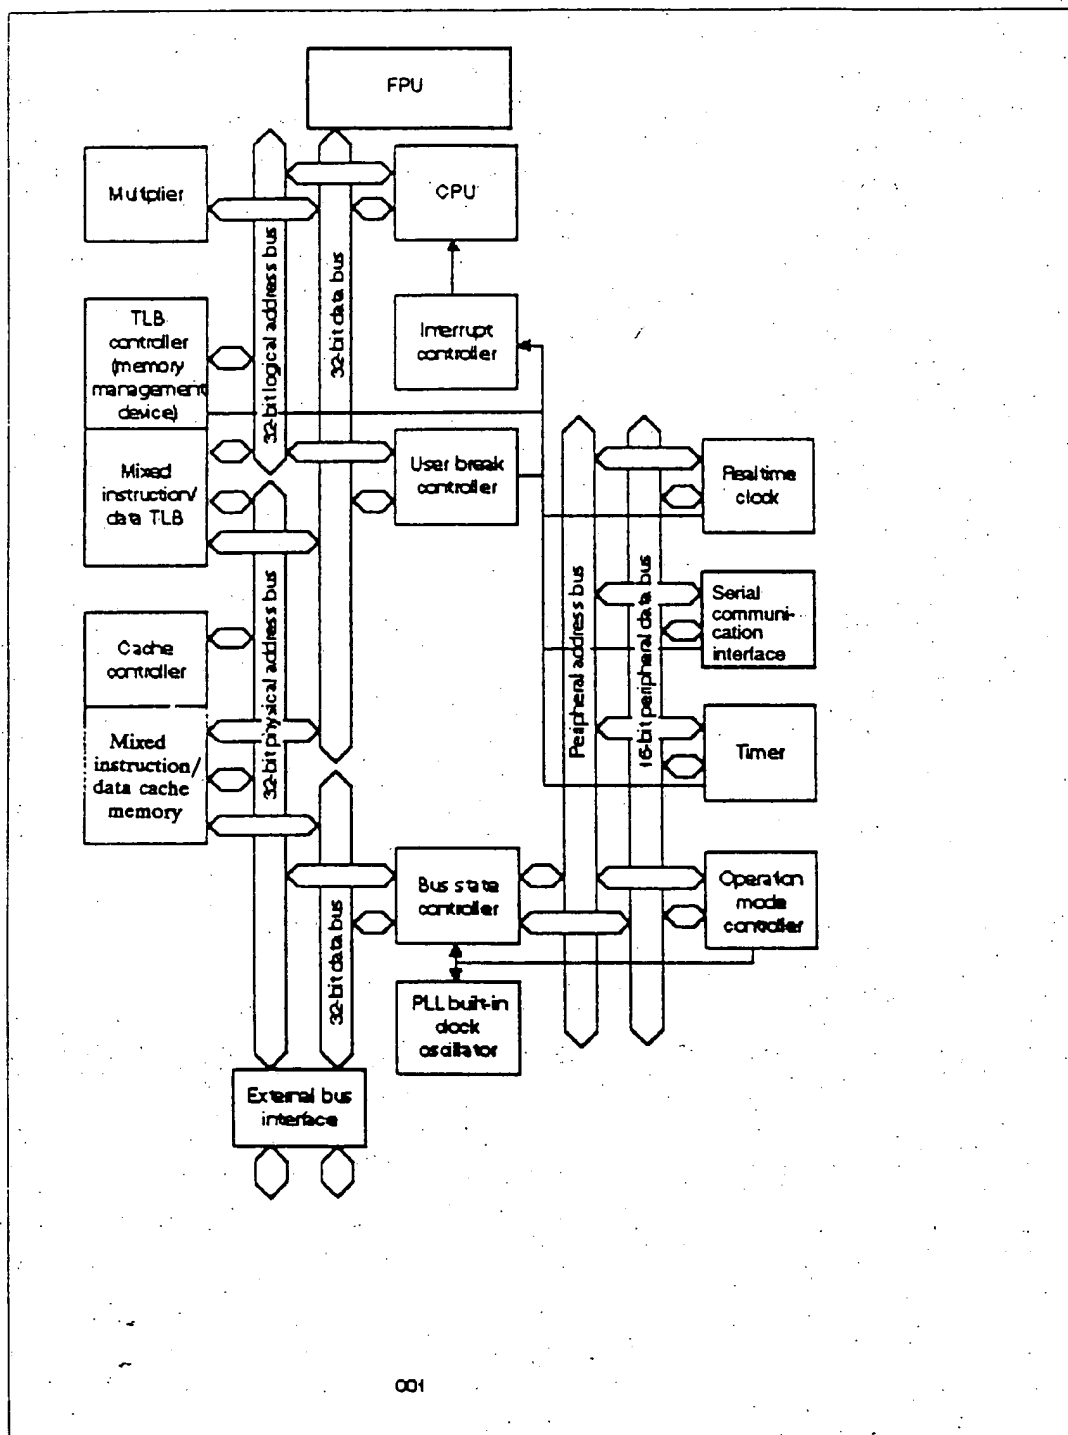 FPU
Multiplier
CPU
32-bit logical address bus
32-bit data bus
TLB
controller
(memory
management
device)
Interrupt
controller
Mixed
instruction/
data TLB
User break
controller
Realtime
clock
Peripheral address bus
16-bit peripheral data bus
Serial
communi-
cation
interface
Cache
controller
32-bit physical address bus
Mixed
instruction/
data cache
memory
Timer
Bus state
controller
Operation
mode
controller
32-bit data bus
PLL built-in
clock
oscillator
External bus
interface
001